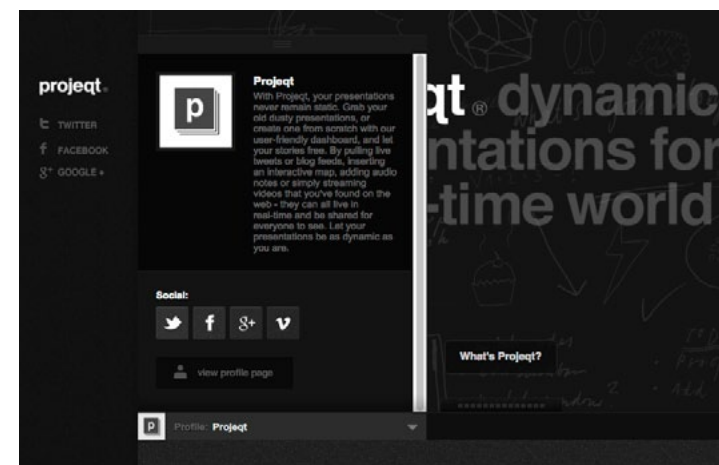 projeqt.
TWITTER
f FACEBOOK
g+ GOOGLE +
p
Projeqt
With Projeqt, your presentations
never remain static. Grab your
old dusty presentations, or
create one from scratch with our
user-friendly dashboard, and let
your stories free. By pulling live
tweets or blog feeds, inserting
an interactive map, adding audio
notes or simply streaming
videos that you've found on the
web - they can all live in
real-time and be shared for
everyone to see. Let your
presentations be as dynamic as
you are.
Social:
f g+ v
view profile page
p Profile: Projeqt
qt® dynamic
ntations for
-time world
What's Projeqt?
2
Add